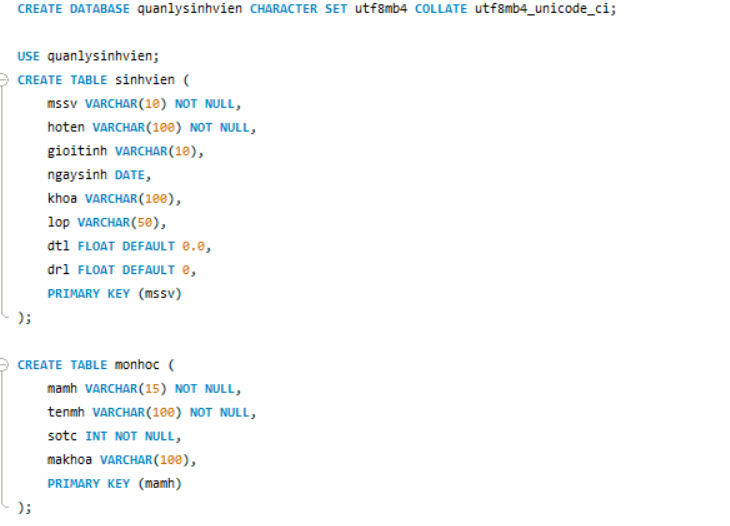 CREATE DATABASE quanlysinhvien CHARACTER SET utf8mb4 COLLATE utf8mb4_unicode_ci;
USE quanlysinhvien;
CREATE TABLE sinhvien (
mssv VARCHAR(10) NOT NULL,
hoten VARCHAR(100) NOT NULL,
gioitinh VARCHAR(10),
ngaysinh DATE,
khoa VARCHAR(100),
lop VARCHAR(50),
dtl FLOAT DEFAULT 0.0,
drl FLOAT DEFAULT 0,
PRIMARY KEY (mssv)
);
CREATE TABLE monhoc (
mamh VARCHAR(15) NOT NULL,
tenmh VARCHAR(100) NOT NULL,
sotc INT NOT NULL,
makhoa VARCHAR(100),
PRIMARY KEY (mamh)
);